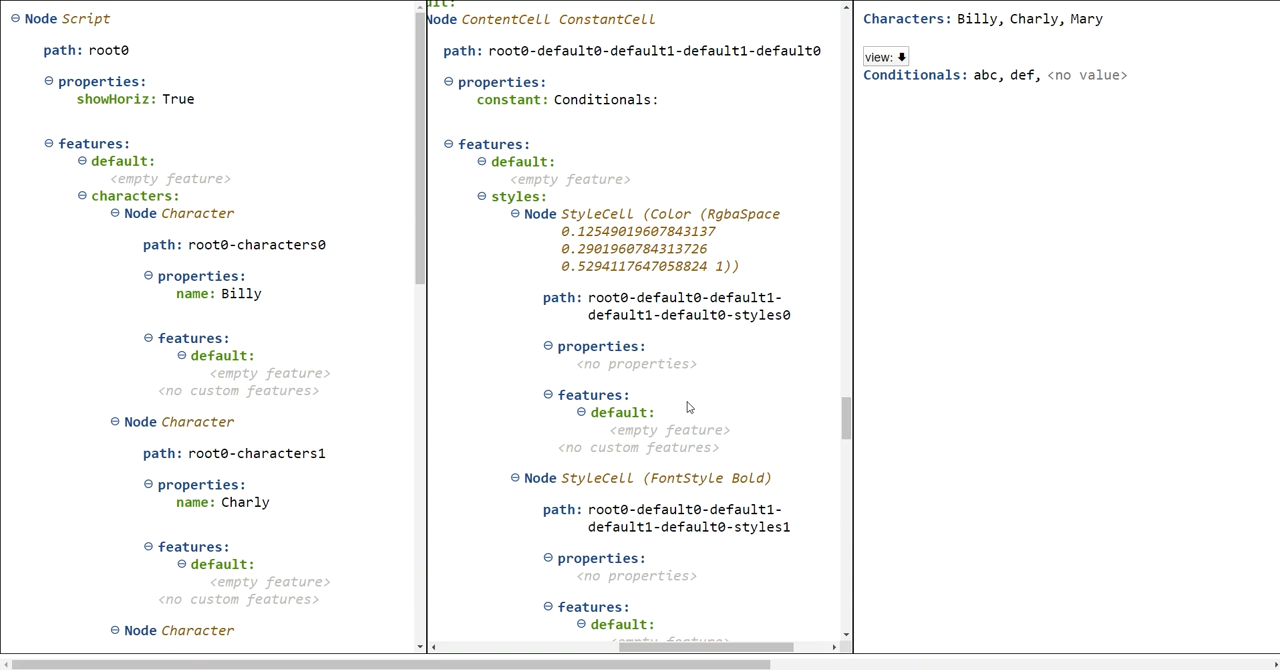 Node Script
path: root0
properties:
showHoriz: True
features:
default:
<empty feature>
characters:
Node Character
path: root0-characters0
properties:
name: Billy
features:
default:
<empty feature>
<no custom features>
Node Character
path: root0-characters1
properties:
name: Charly
features:
default:
<empty feature>
<no custom features>
Node Character
Node ContentCell ConstantCell
path: root0-default0-default1-default1-default0
properties:
constant: Conditionals:
features:
default:
<empty feature>
styles:
Node StyleCell (Color (RgbaSpace
0.12549019607843137
0.2901960784313726
0.5294117647058824 1))
path: root0-default0-default1-
default1-default0-styles0
properties:
<no properties>
features:
default:
<empty feature>
<no custom features>
Node StyleCell (FontStyle Bold)
path: root0-default0-default1-
default1-default0-styles1
properties:
<no properties>
features:
default:
<empty feature>
Characters: Billy, Charly, Mary
view: 🡇
Conditionals: abc, def, <no value>